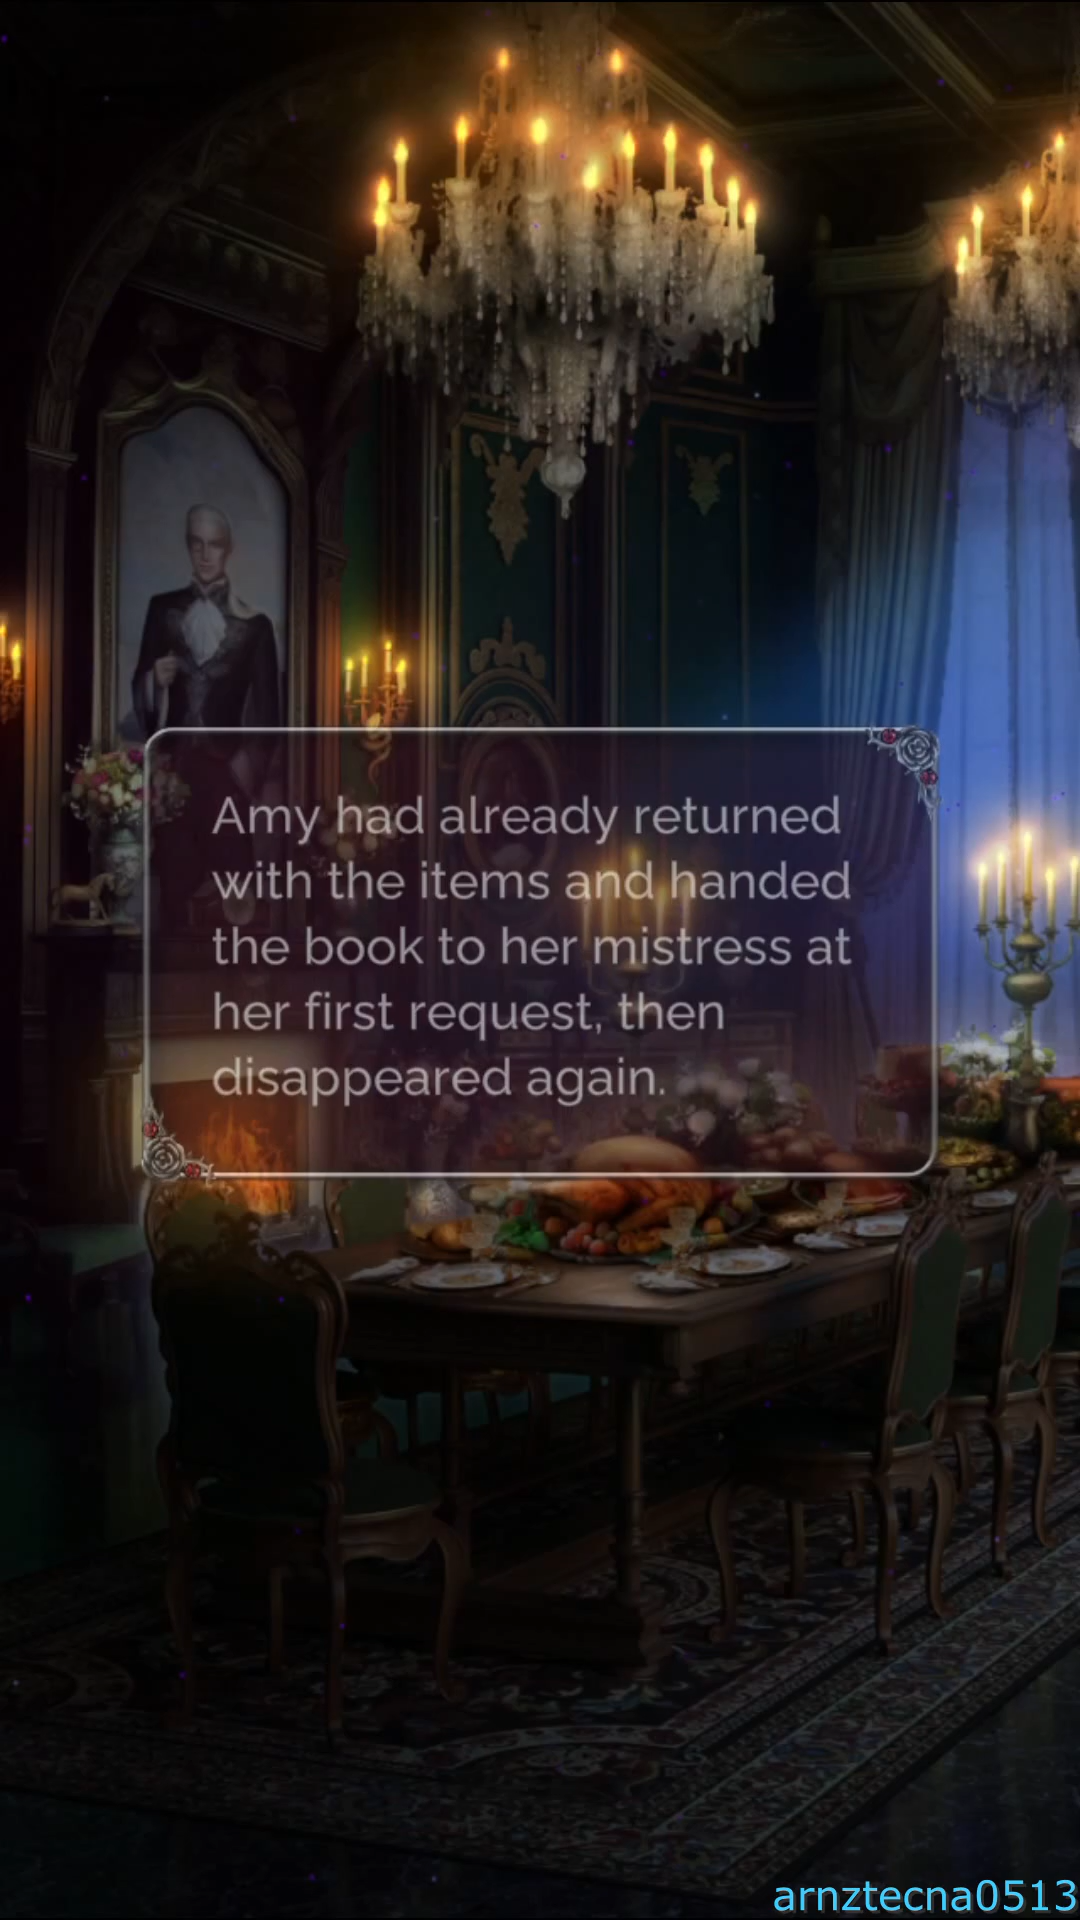 Amy had already returned
with the items and handed
the book to her mistress at
her first request, then
disappeared again.
arnztecna0513